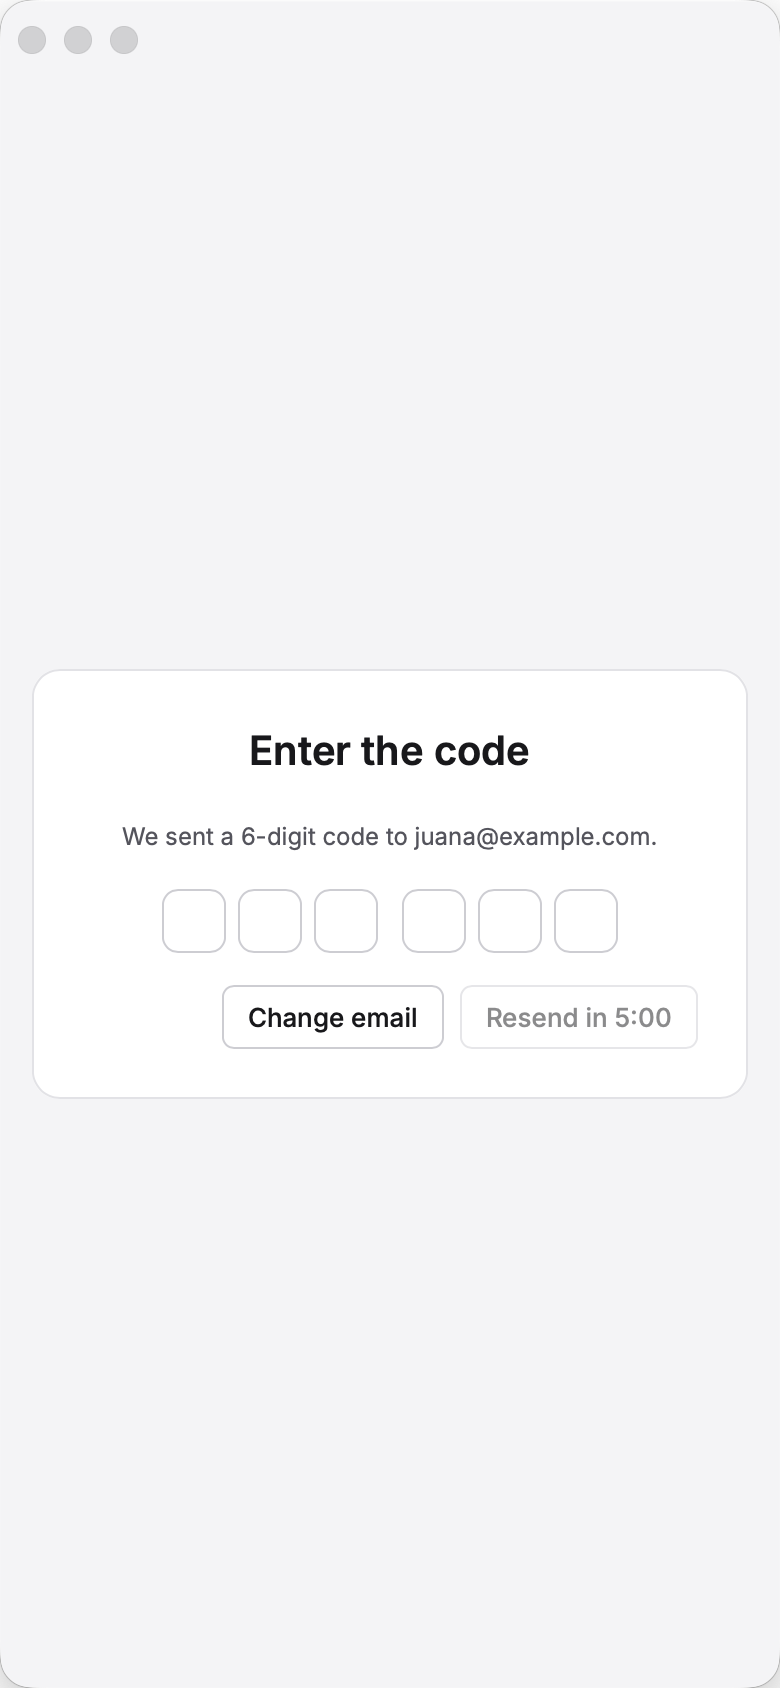 Enter the code
We sent a 6-digit code to juana@example.com.
Change email Resend in 5:00